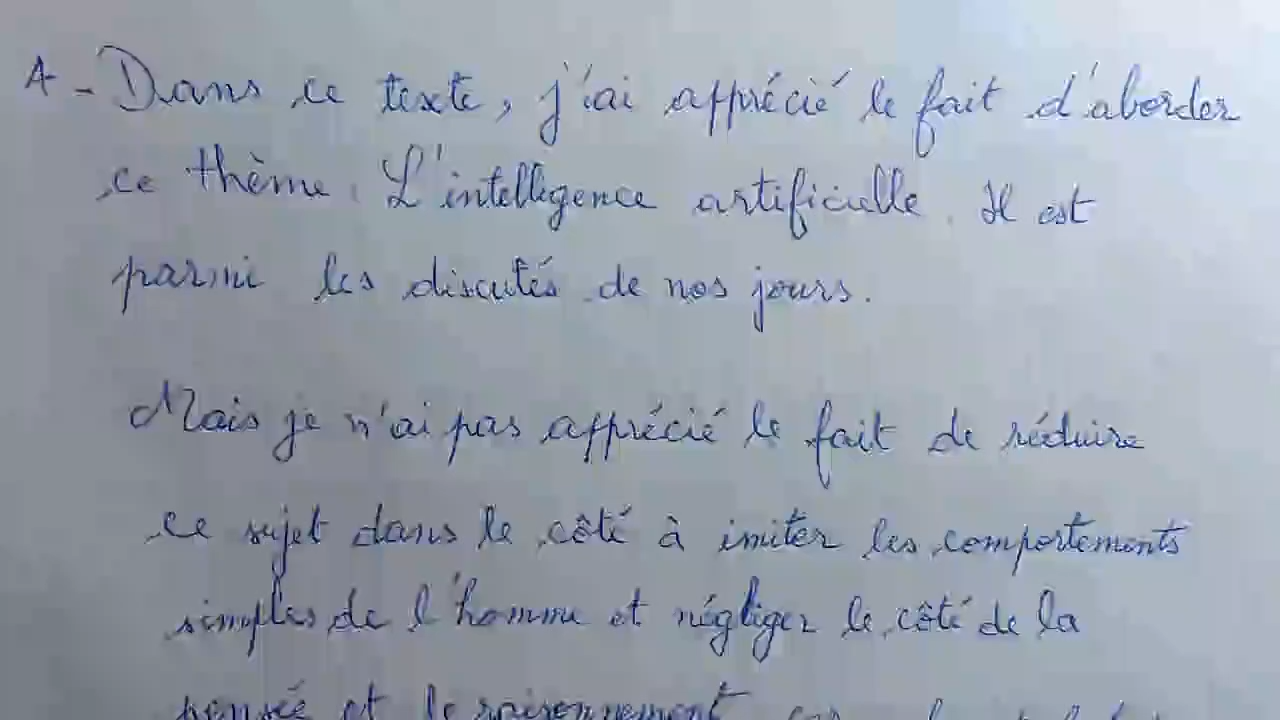 A - Dans ce texte, j'ai apprécié le fait d'aborder
ce thème. L'intelligence artificielle. Il est
parmi les discutés de nos jours.
Mais je n'ai pas apprécié le fait de réduire
ce sujet dans le côté à imiter les comportements
simples de l'homme et négliger le côté de la
pensée et le raisonnement